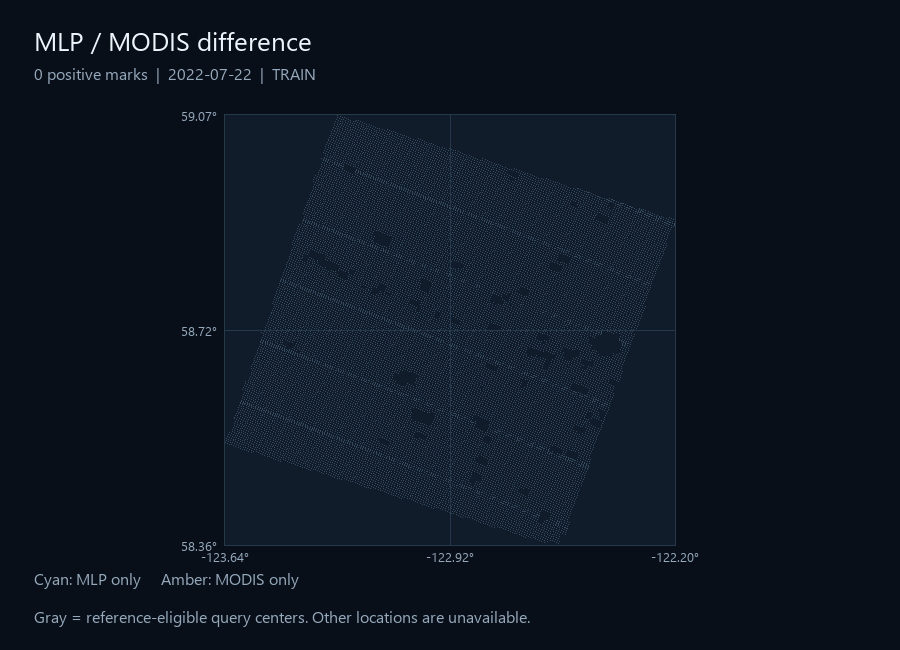 MLP / MODIS difference
0 positive marks | 2022-07-22 | TRAIN
59.07°
58.72°
58.36°
-123.64° -122.92° -122.20°
Cyan: MLP only Amber: MODIS only
Gray = reference-eligible query centers. Other locations are unavailable.